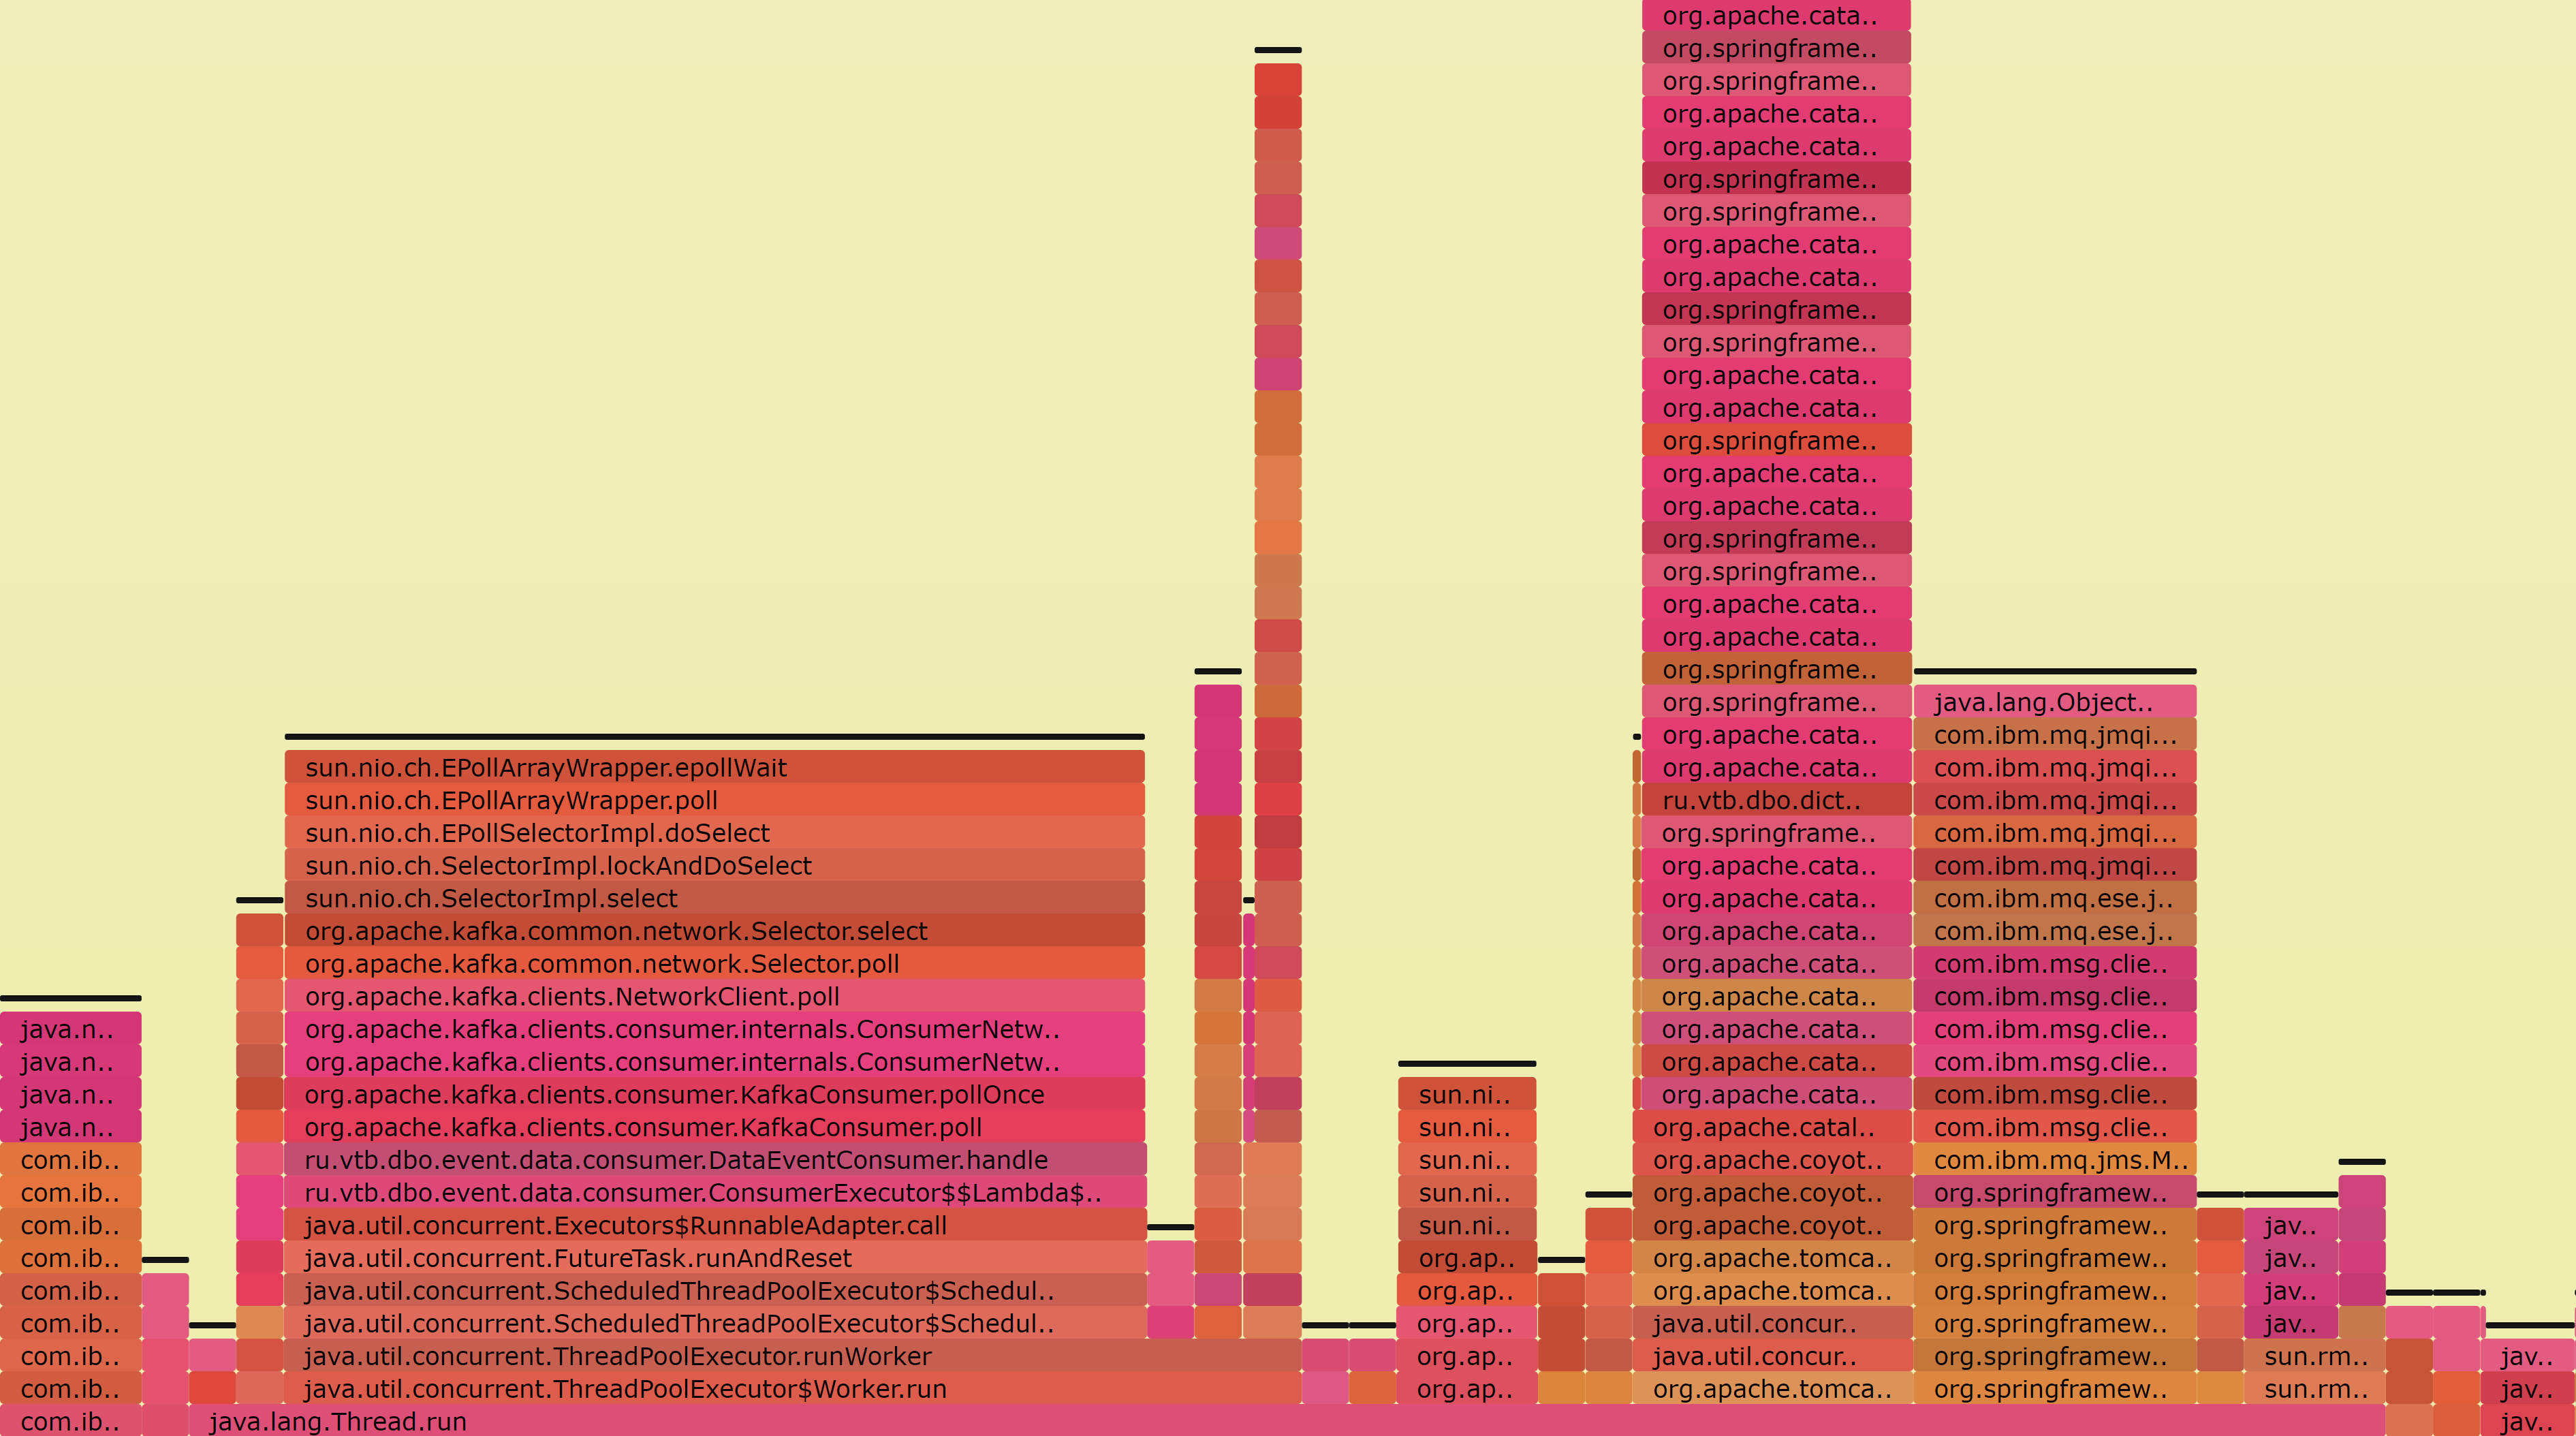 java.n..
java.n..
java.n..
java.n..
com.ib..
com.ib..
com.ib..
com.ib..
com.ib..
com.ib..
com.ib..
com.ib..
com.ib..
sun.nio.ch.EPollArrayWrapper.epollWait
sun.nio.ch.EPollArrayWrapper.poll
sun.nio.ch.EPollSelectorImpl.doSelect
sun.nio.ch.SelectorImpl.lockAndDoSelect
sun.nio.ch.SelectorImpl.select
org.apache.kafka.common.network.Selector.select
org.apache.kafka.common.network.Selector.poll
org.apache.kafka.clients.NetworkClient.poll
org.apache.kafka.clients.consumer.internals.ConsumerNetw..
org.apache.kafka.clients.consumer.internals.ConsumerNetw..
org.apache.kafka.clients.consumer.KafkaConsumer.pollOnce
org.apache.kafka.clients.consumer.KafkaConsumer.poll
ru.vtb.dbo.event.data.consumer.DataEventConsumer.handle
ru.vtb.dbo.event.data.consumer.ConsumerExecutor$$Lambda$..
java.util.concurrent.Executors$RunnableAdapter.call
java.util.concurrent.FutureTask.runAndReset
java.util.concurrent.ScheduledThreadPoolExecutor$Schedul..
java.util.concurrent.ScheduledThreadPoolExecutor$Schedul..
java.util.concurrent.ThreadPoolExecutor.runWorker
java.util.concurrent.ThreadPoolExecutor$Worker.run
java.lang.Thread.run
sun.ni..
sun.ni..
sun.ni..
sun.ni..
sun.ni..
org.ap..
org.ap..
org.ap..
org.ap..
org.ap..
org.apache.cata..
org.springframe..
org.springframe..
org.apache.cata..
org.apache.cata..
org.springframe..
org.springframe..
org.apache.cata..
org.apache.cata..
org.springframe..
org.springframe..
org.apache.cata..
org.apache.cata..
org.springframe..
org.apache.cata..
org.apache.cata..
org.springframe..
org.springframe..
org.apache.cata..
org.apache.cata..
org.springframe..
org.springframe..
org.apache.cata..
org.apache.cata..
ru.vtb.dbo.dict..
org.springframe..
org.apache.cata..
org.apache.cata..
org.apache.cata..
org.apache.cata..
org.apache.cata..
org.apache.cata..
org.apache.cata..
org.apache.cata..
org.apache.catal..
org.apache.coyot..
org.apache.coyot..
org.apache.coyot..
org.apache.tomca..
org.apache.tomca..
java.util.concur..
java.util.concur..
org.apache.tomca..
java.lang.Object..
com.ibm.mq.jmqi...
com.ibm.mq.jmqi...
com.ibm.mq.jmqi...
com.ibm.mq.jmqi...
com.ibm.mq.jmqi...
com.ibm.mq.ese.j..
com.ibm.mq.ese.j..
com.ibm.msg.clie..
com.ibm.msg.clie..
com.ibm.msg.clie..
com.ibm.msg.clie..
com.ibm.msg.clie..
com.ibm.msg.clie..
com.ibm.mq.jms.M..
org.springframew..
org.springframew..
org.springframew..
org.springframew..
org.springframew..
org.springframew..
org.springframew..
jav..
jav..
jav..
jav..
sun.rm..
sun.rm..
jav..
jav..
jav..